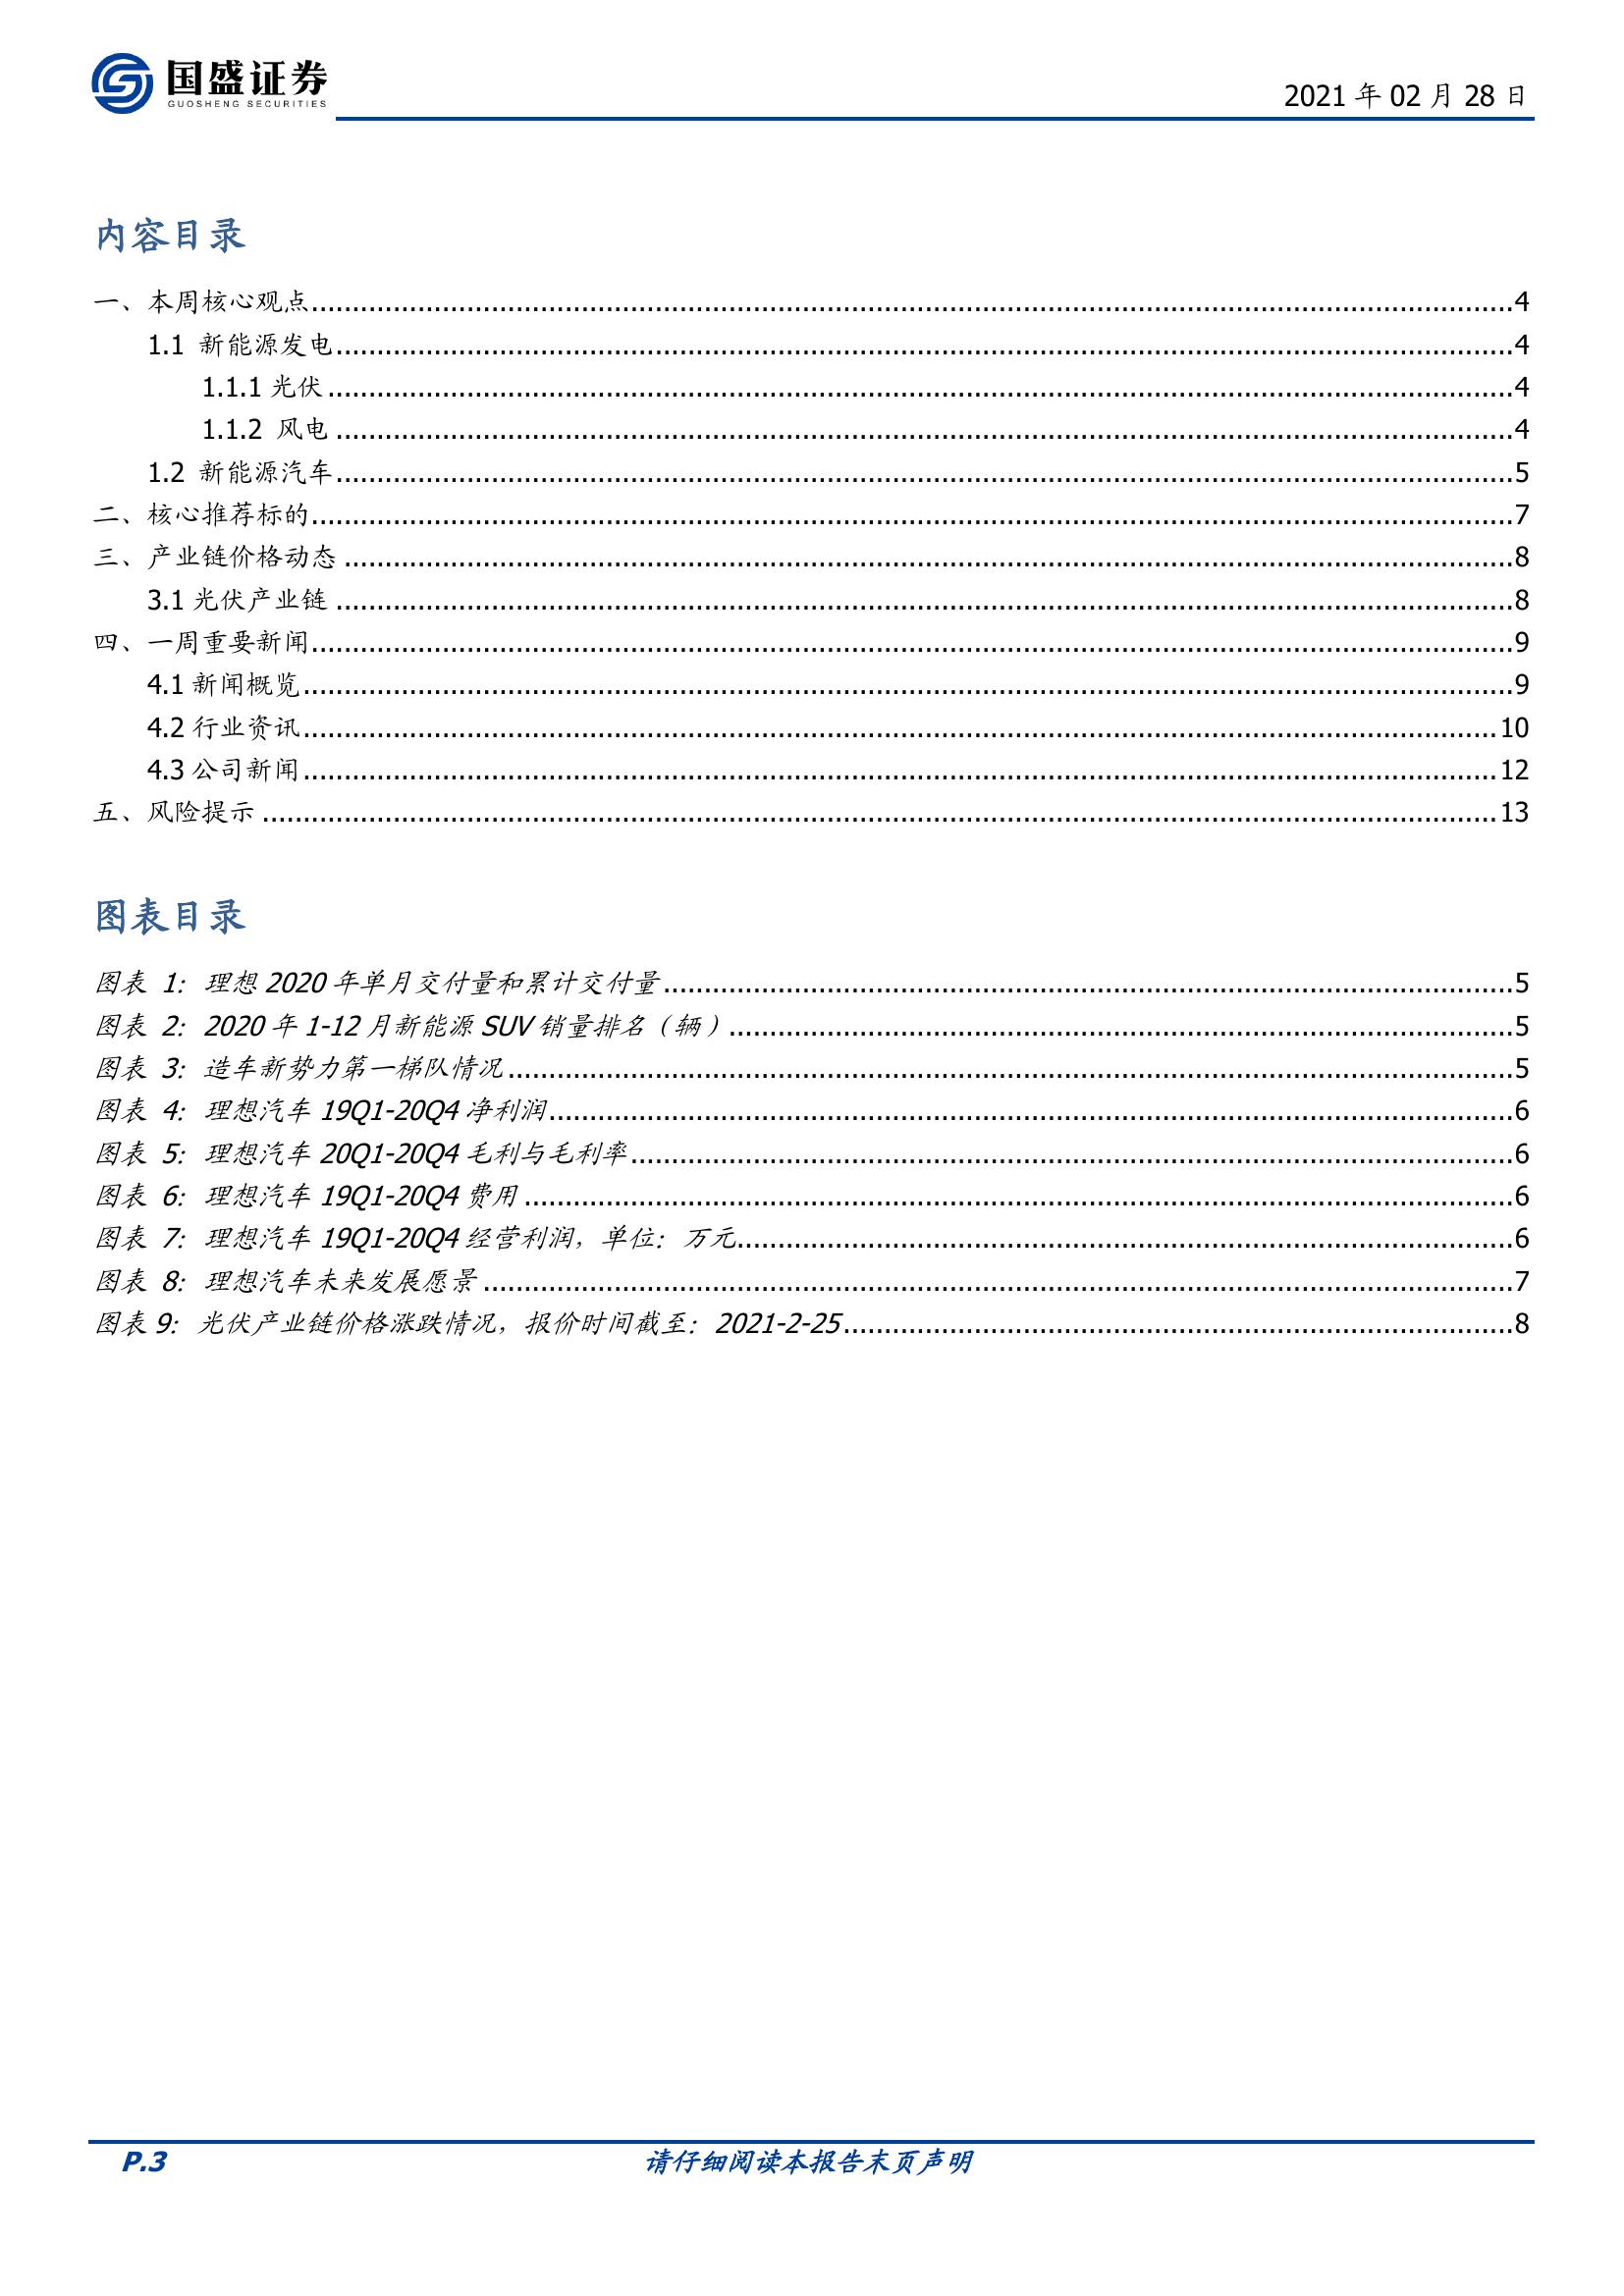 国盛证券
GUOSHENG SECURITIES
2021 年 02 月 28 日
内容目录
一、本周核心观点....................4
1.1 新能源发电....................4
1.1.1 光伏....................4
1.1.2 风电....................4
1.2 新能源汽车....................5
二、核心推荐标的....................7
三、产业链价格动态....................8
3.1 光伏产业链....................8
四、一周重要新闻....................9
4.1 新闻概览....................9
4.2 行业资讯....................10
4.3 公司新闻....................12
五、风险提示....................13
图表目录
图表 1：理想 2020 年单月交付量和累计交付量....................5
图表 2：2020 年 1-12 月新能源 SUV 销量排名（辆）....................5
图表 3：造车新势力第一梯队情况....................5
图表 4：理想汽车 19Q1-20Q4 净利润....................6
图表 5：理想汽车 20Q1-20Q4 毛利与毛利率....................6
图表 6：理想汽车 19Q1-20Q4 费用....................6
图表 7：理想汽车 19Q1-20Q4 经营利润，单位：万元....................6
图表 8：理想汽车未来发展愿景....................7
图表 9：光伏产业链价格涨跌情况，报价时间截至：2021-2-25....................8
P.3 请仔细阅读本报告末页声明